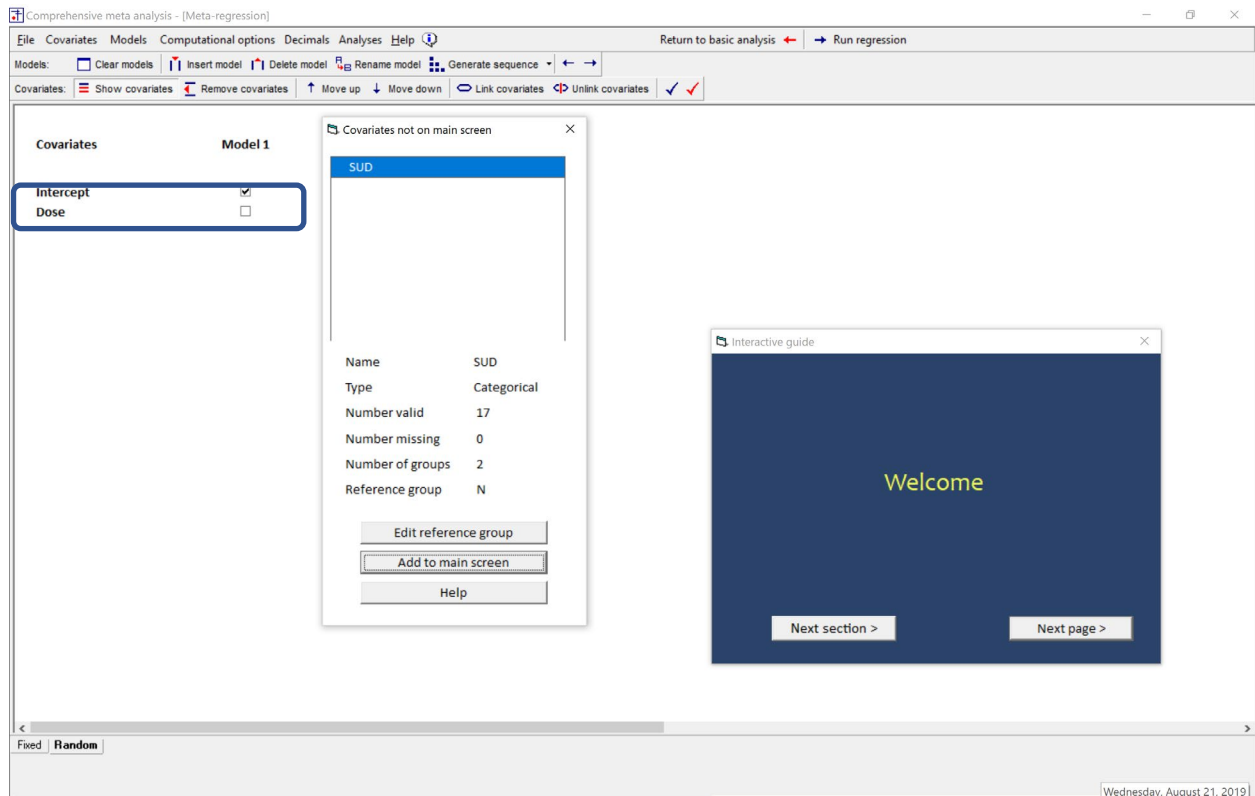 Comprehensive meta analysis - [Meta-regression]
File Covariates Models Computational options Decimals Analyses Help Return to basic analysis Run regression
Models: Clear models Insert model Delete model Rename model Generate sequence
Covariates: Show covariates Remove covariates Move up Move down Link covariates Unlink covariates
Covariates Model 1
Intercept
Dose
Covariates not on main screen
SUD
Name SUD
Type Categorical
Number valid 17
Number missing 0
Number of groups 2
Reference group N
Edit reference group
Add to main screen
Help
Interactive guide
Welcome
Next section >
Next page >
Fixed Random
Wednesday, August 21, 2019